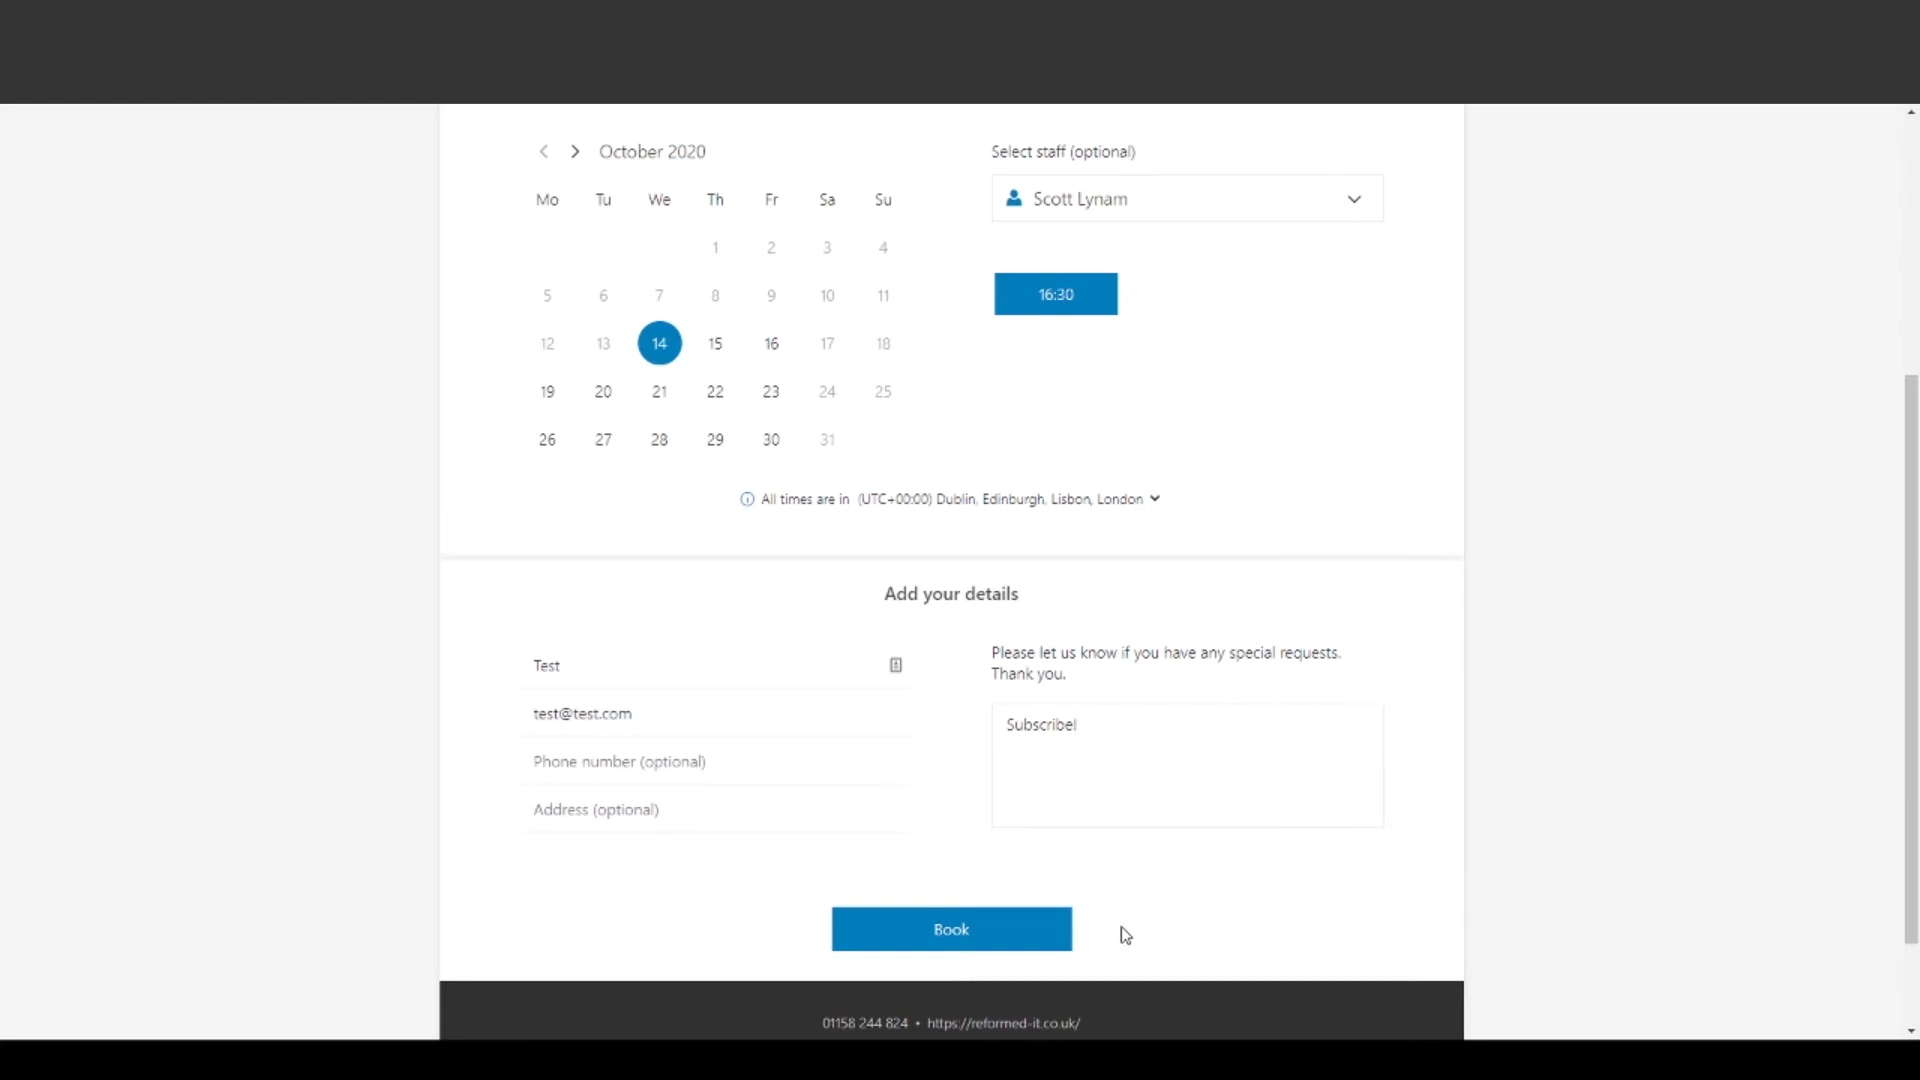 October 2020
Mo Tu We Th Fr Sa Su
1 2 3 4
5 6 7 8 9 10 11
12 13 14 15 16 17 18
19 20 21 22 23 24 25
26 27 28 29 30 31
Select staff (optional)
Scott Lynam
16:30
All times are in (UTC+00:00) Dublin, Edinburgh, Lisbon, London
Add your details
Test
test@test.com
Phone number (optional)
Address (optional)
Please let us know if you have any special requests.
Thank you.
Subscribe!
Book
01158 244 824 • https://reformed-it.co.uk/